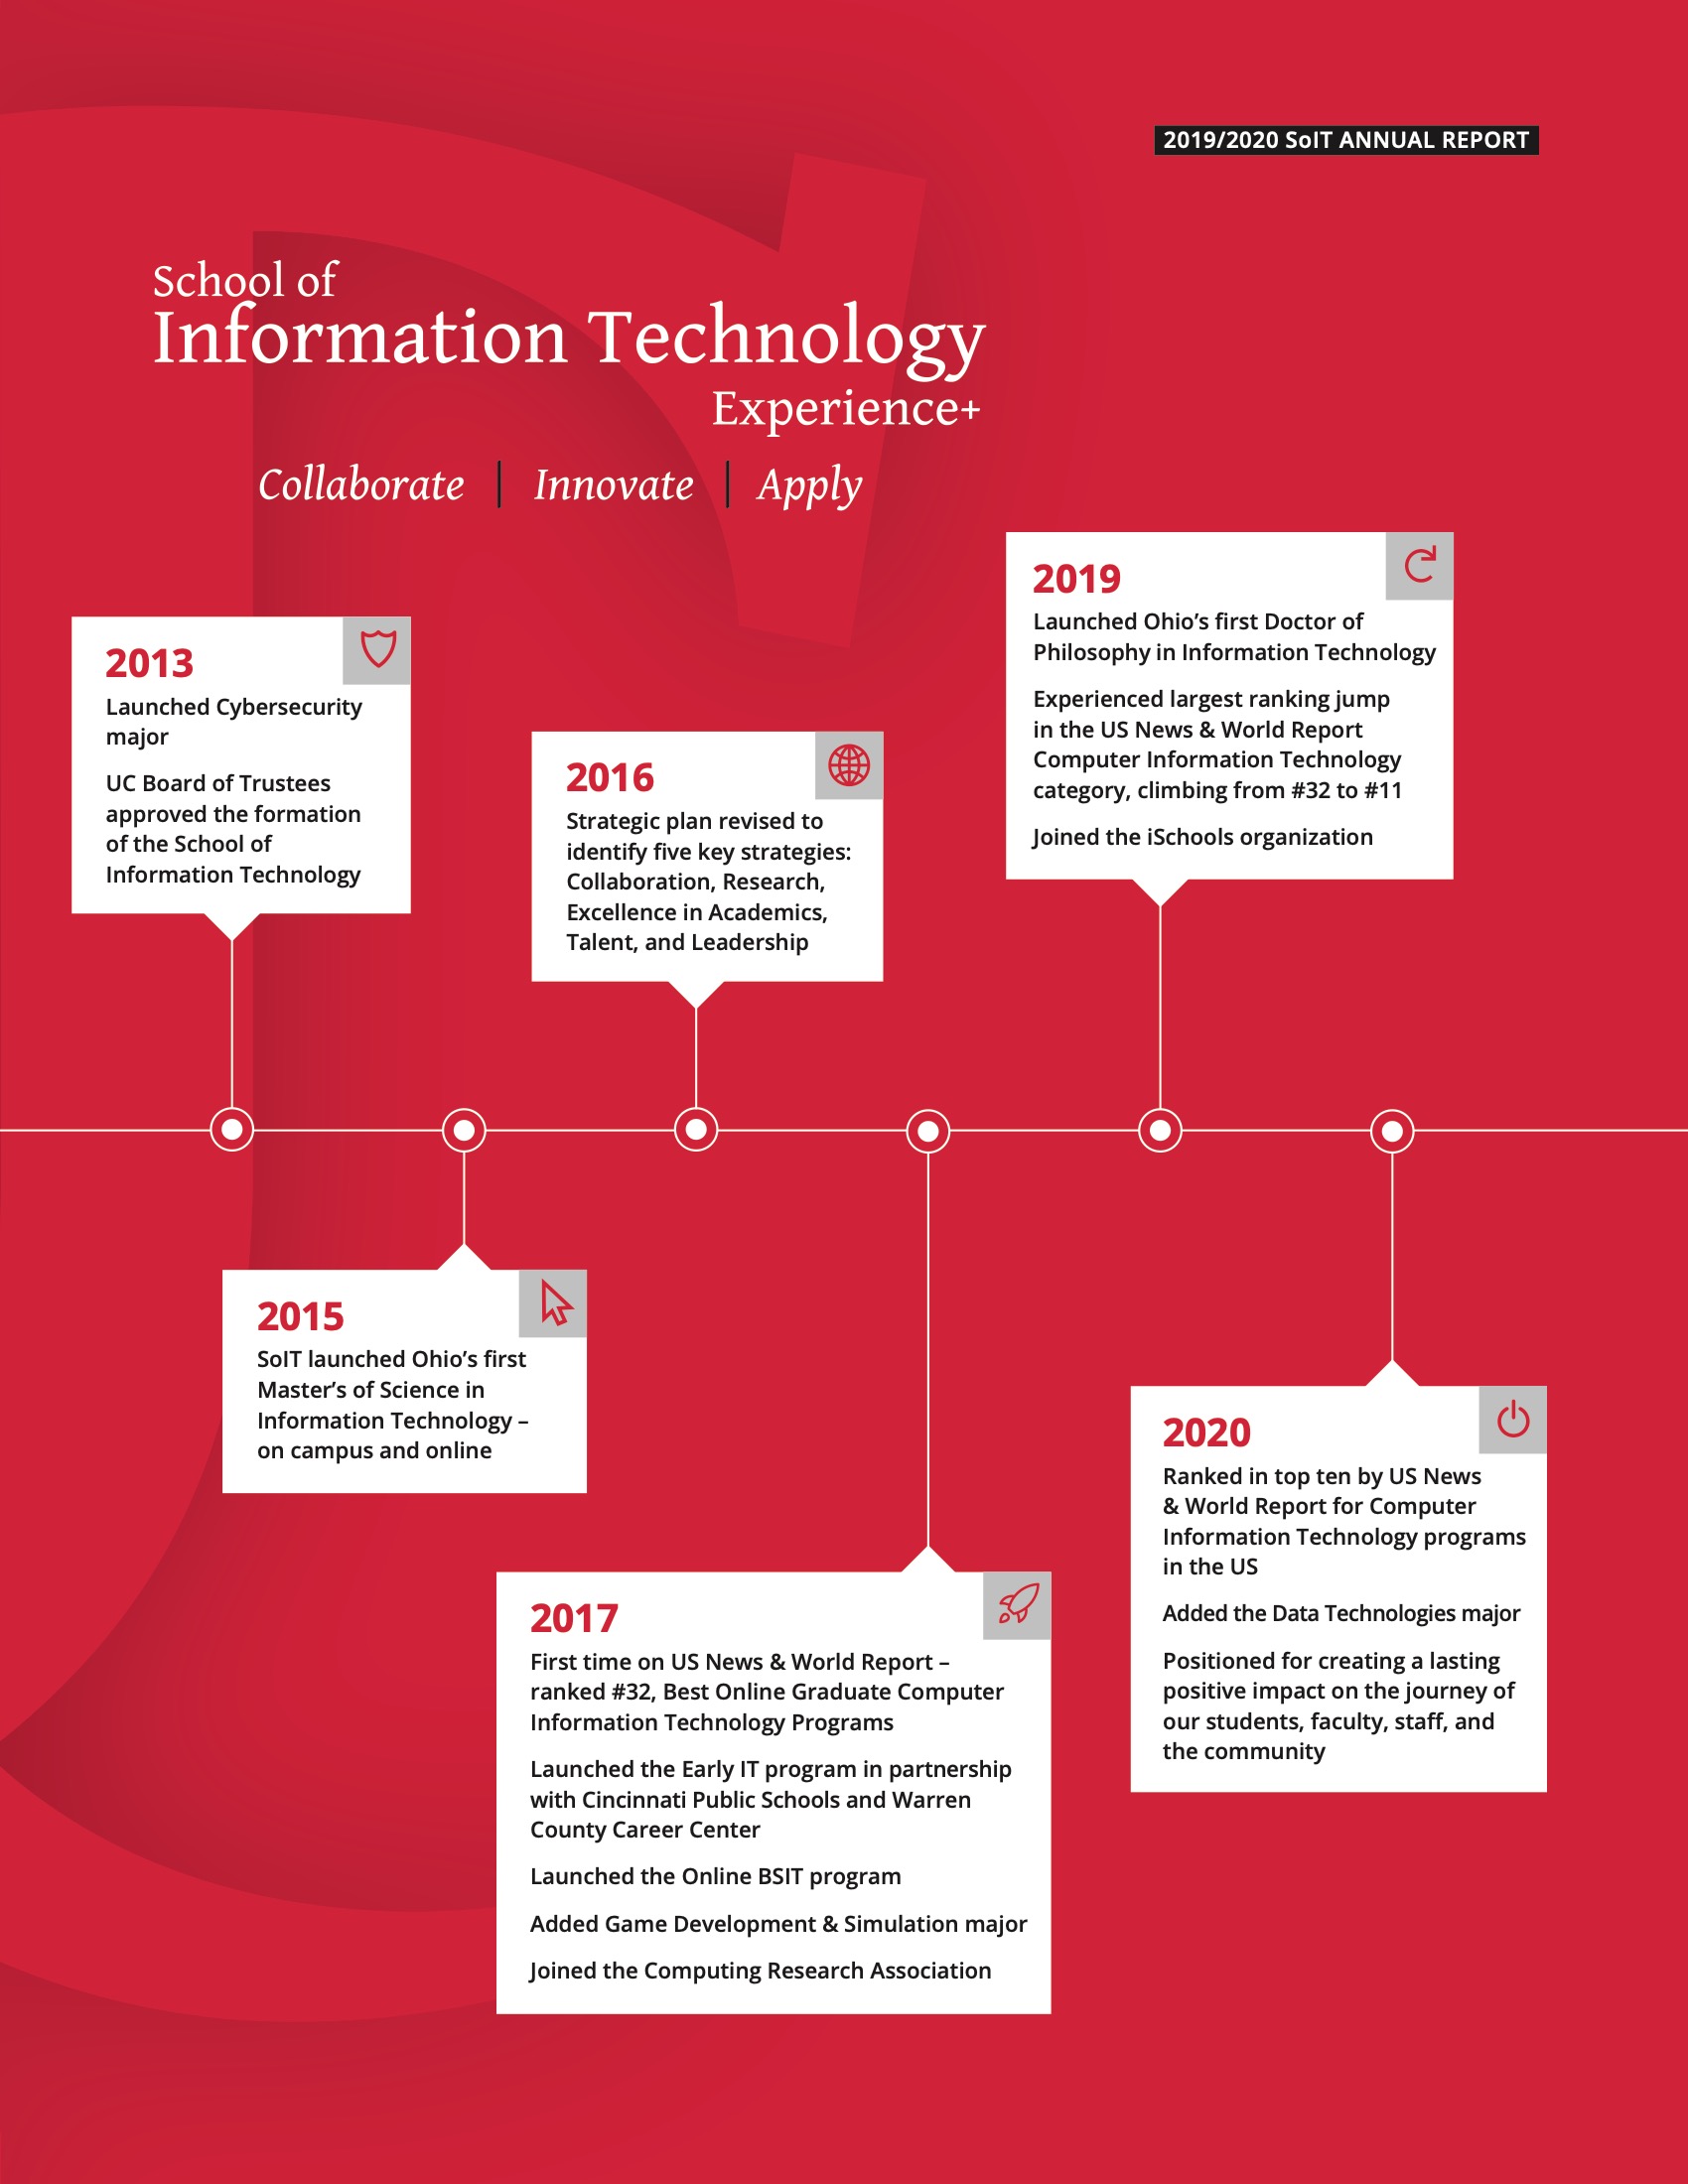 2019/2020 SoIT ANNUAL REPORT
School of
Information Technology
Experience+
Collaborate | Innovate | Apply
2013
Launched Cybersecurity
major
UC Board of Trustees
approved the formation
of the School of
Information Technology
2015
SoIT launched Ohio’s first
Master’s of Science in
Information Technology –
on campus and online
2016
Strategic plan revised to
identify five key strategies:
Collaboration, Research,
Excellence in Academics,
Talent, and Leadership
2017
First time on US News & World Report –
ranked #32, Best Online Graduate Computer
Information Technology Programs
Launched the Early IT program in partnership
with Cincinnati Public Schools and Warren
County Career Center
Launched the Online BSIT program
Added Game Development & Simulation major
Joined the Computing Research Association
2019
Launched Ohio’s first Doctor of
Philosophy in Information Technology
Experienced largest ranking jump
in the US News & World Report
Computer Information Technology
category, climbing from #32 to #11
Joined the iSchools organization
2020
Ranked in top ten by US News
& World Report for Computer
Information Technology programs
in the US
Added the Data Technologies major
Positioned for creating a lasting
positive impact on the journey of
our students, faculty, staff, and
the community